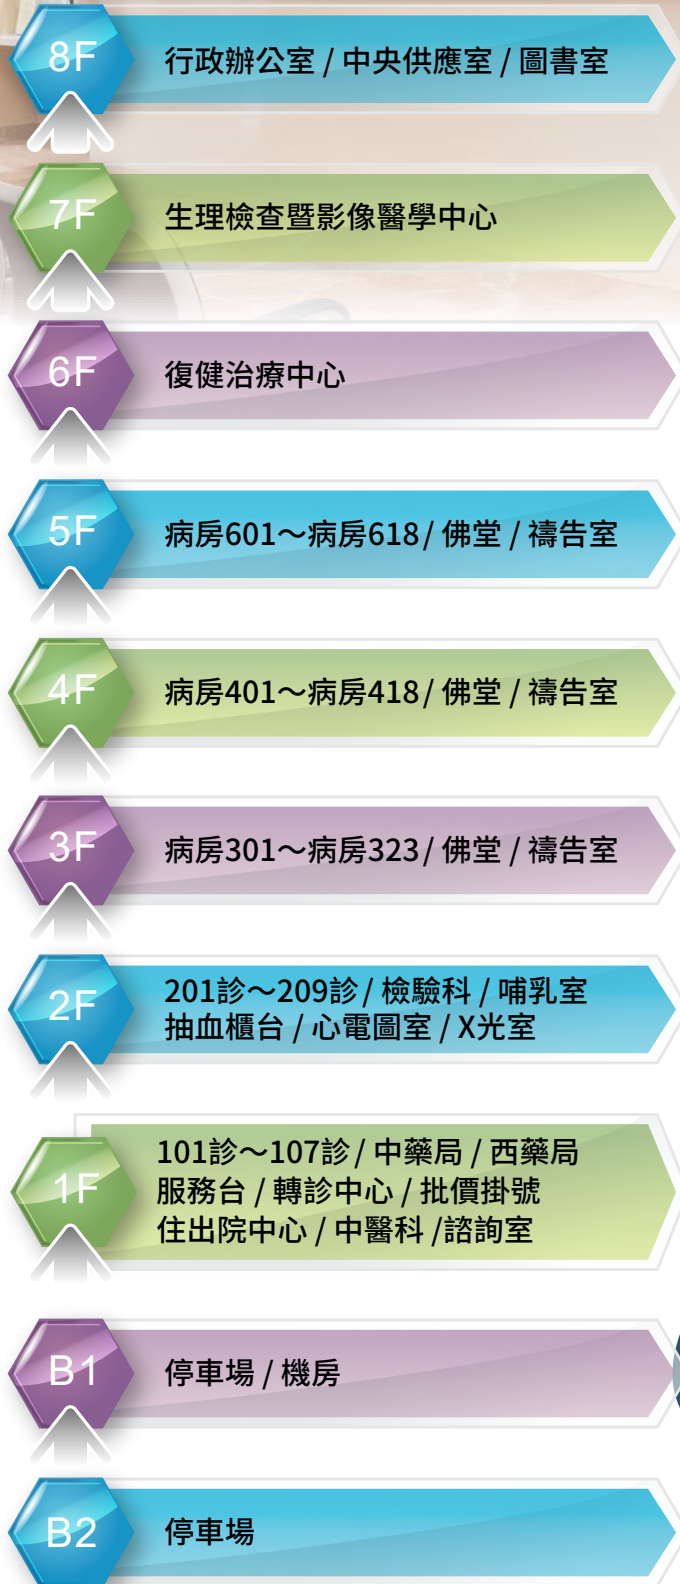 8F
行政辦公室 / 中央供應室 / 圖書室
7F
生理檢查暨影像醫學中心
6F
復健治療中心
5F
病房601～病房618/ 佛堂 / 禱告室
4F
病房401～病房418/ 佛堂 / 禱告室
3F
病房301～病房323/ 佛堂 / 禱告室
2F
201診～209診/ 檢驗科 / 哺乳室
抽血櫃台 / 心電圖室 / X光室
1F
101診～107診/ 中藥局 / 西藥局
服務台 / 轉診中心 / 批價掛號
住出院中心 / 中醫科 /諮詢室
B1
停車場 / 機房
B2
停車場